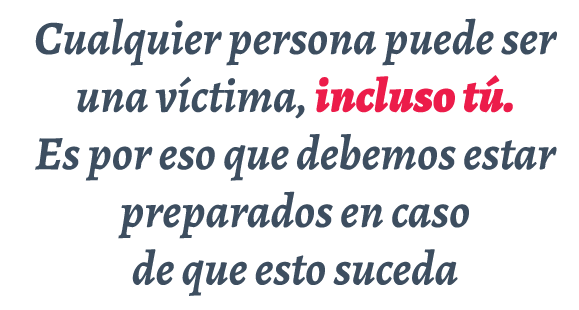 Cualquier persona puede ser
una víctima, incluso tú.
Es por eso que debemos estar
preparados en caso
de que esto suceda